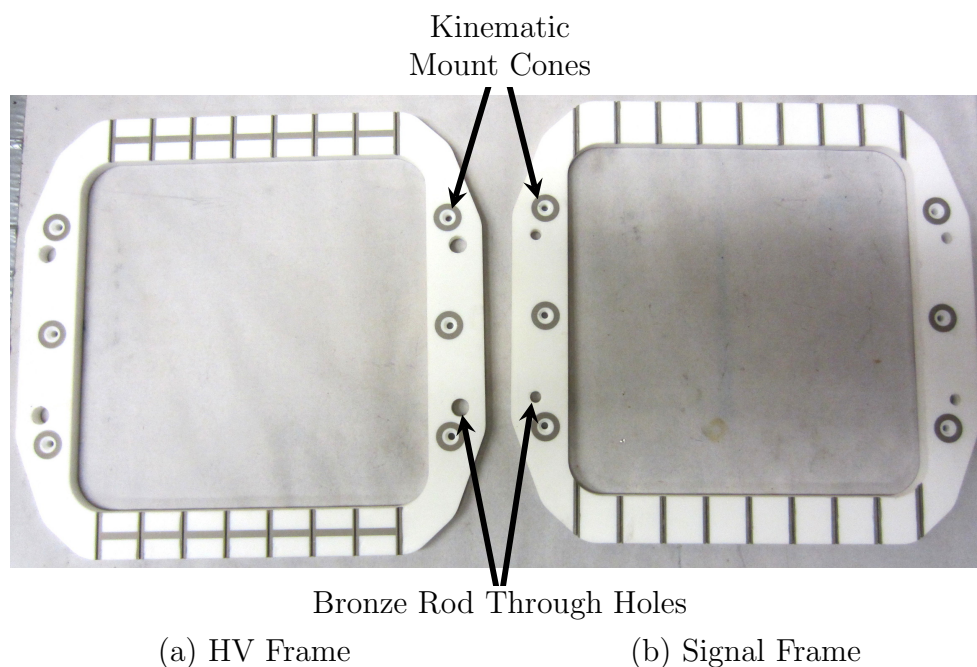 Kinematic
Mount Cones
Bronze Rod Through Holes
(a) HV Frame
(b) Signal Frame